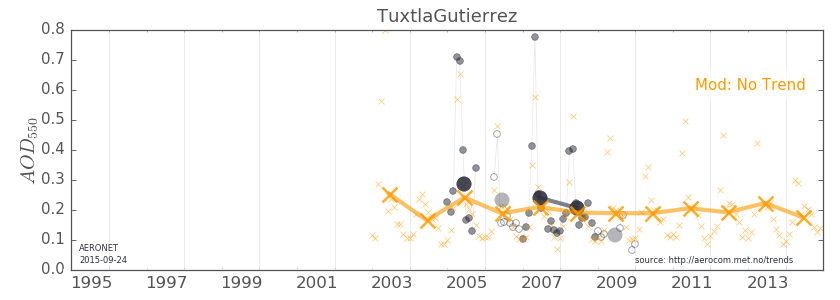 TuxtlaGutierrez
0.8
0.7
0.6
0.5
0.4
0.3
0.2
0.1
0.0
AOD550
Mod: No Trend
AERONET
2015-09-24
source: http://aerocom.met.no/trends
1995 1997 1999 2001 2003 2005 2007 2009 2011 2013